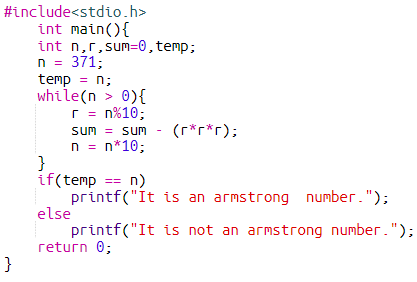 #include<stdio.h>
    int main(){
    int n,r,sum=0,temp;
    n = 371;
    temp = n;
    while(n > 0){
        r = n%10;
        sum = sum - (r*r*r);
        n = n*10;
    }
    if(temp == n)
        printf("It is an armstrong  number.");
    else
        printf("It is not an armstrong number.");
    return 0;
}